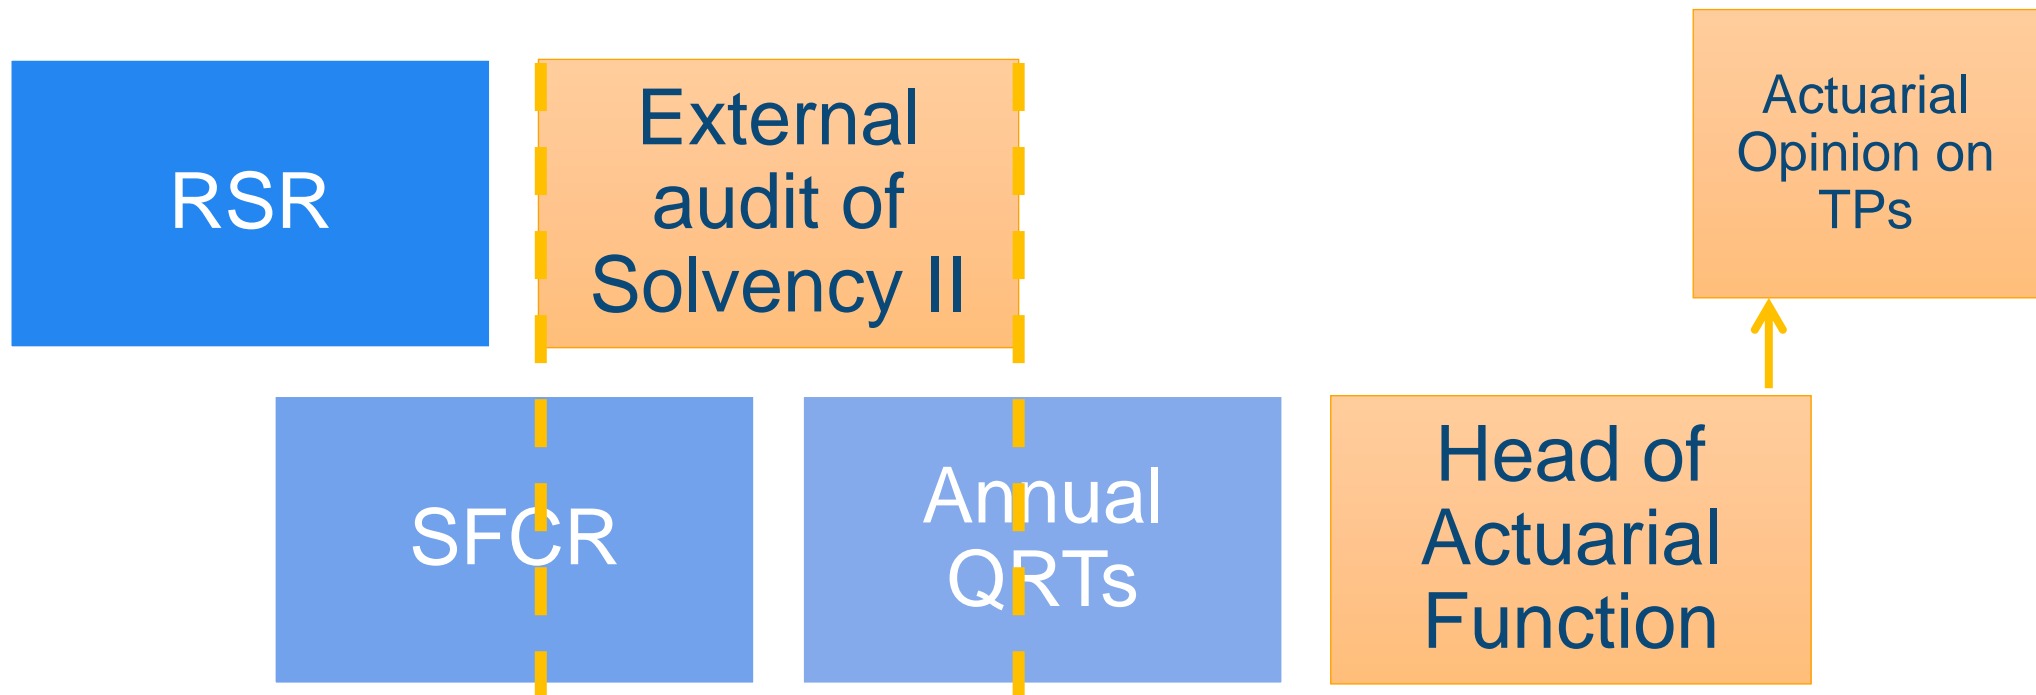 RSR
External
audit of
Solvency II
Actuarial
Opinion on
TPs
SFCR
Annual
QRTs
Head of
Actuarial
Function